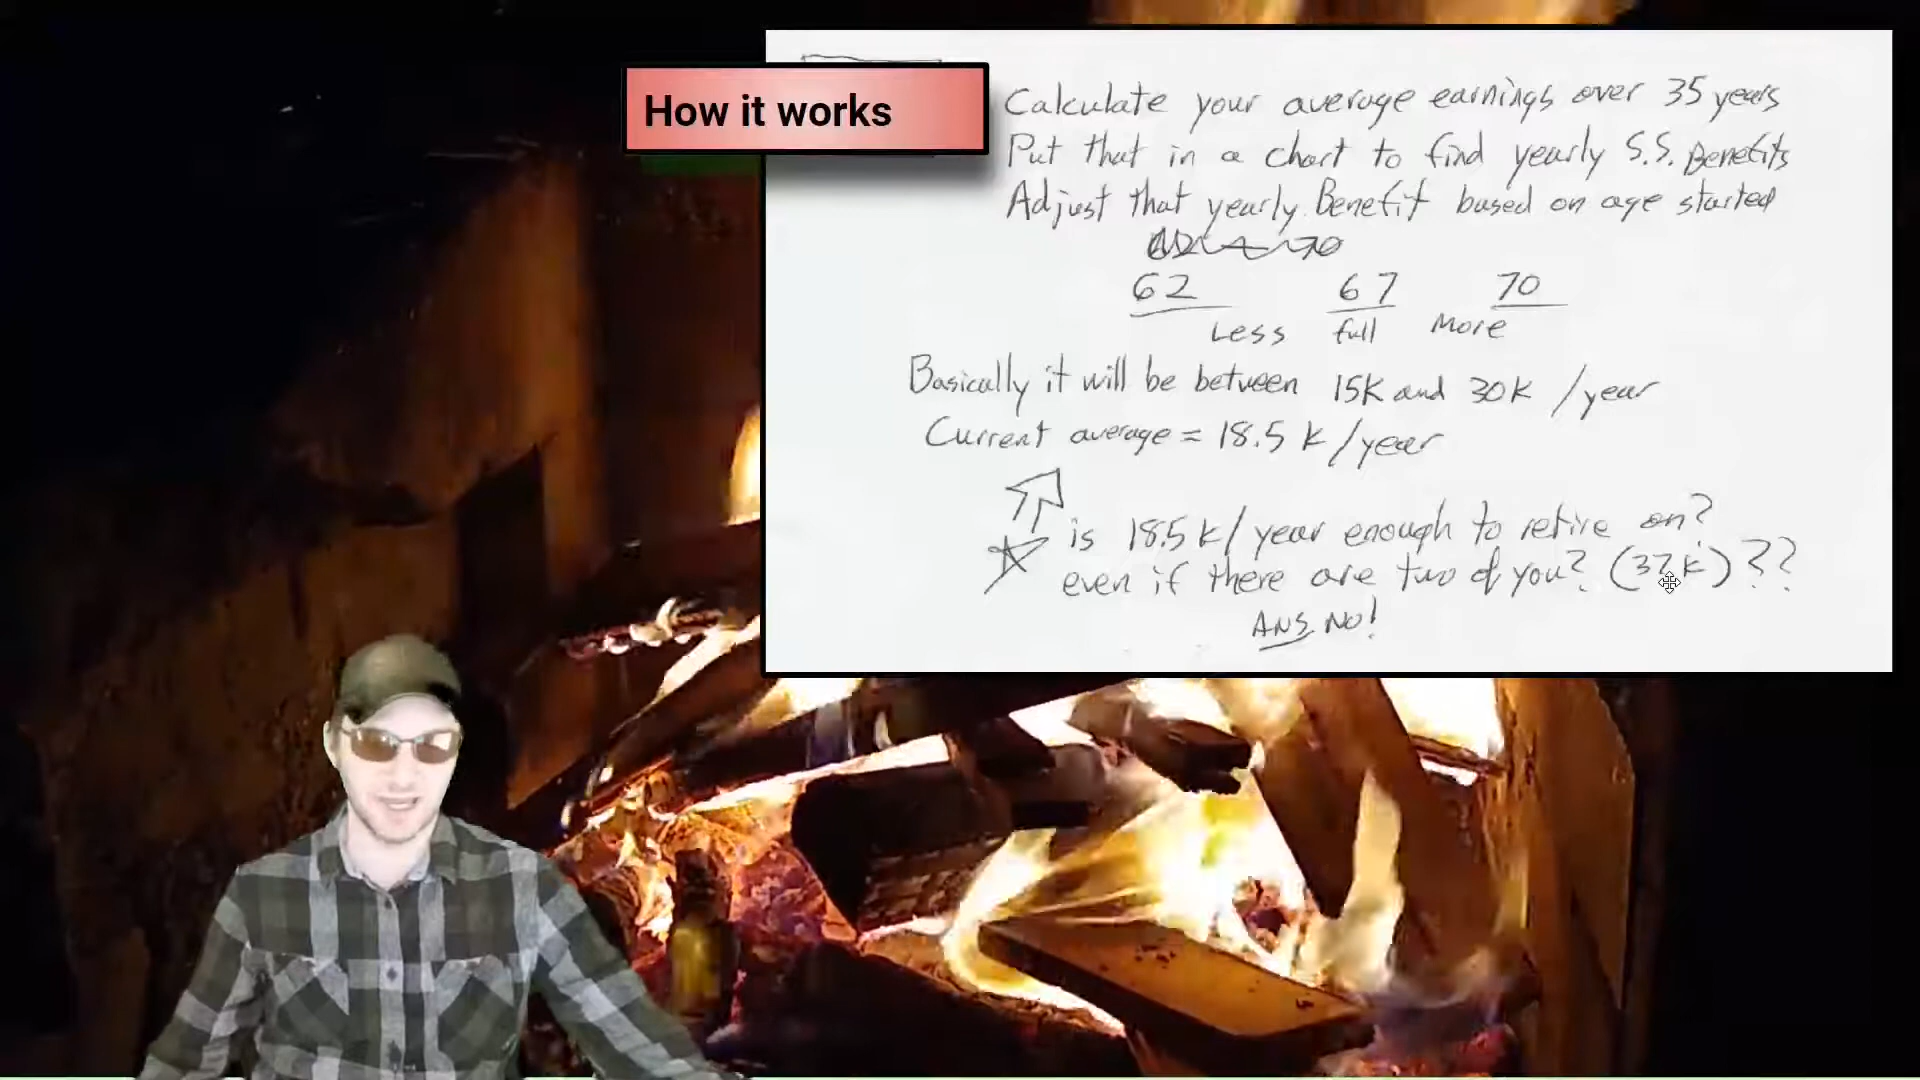 How it works
Calculate your average earnings over 35 years
Put that in a chart to find yearly S.S. Benefits
Adjust that yearly Benefit based on age started
62 67 70
Less full More
Basically it will be between 15K and 30K /year
Current average = 18.5 K/year
is 18.5 K/year enough to retire on?
even if there are two of you? (37K)??
ANS. NO!